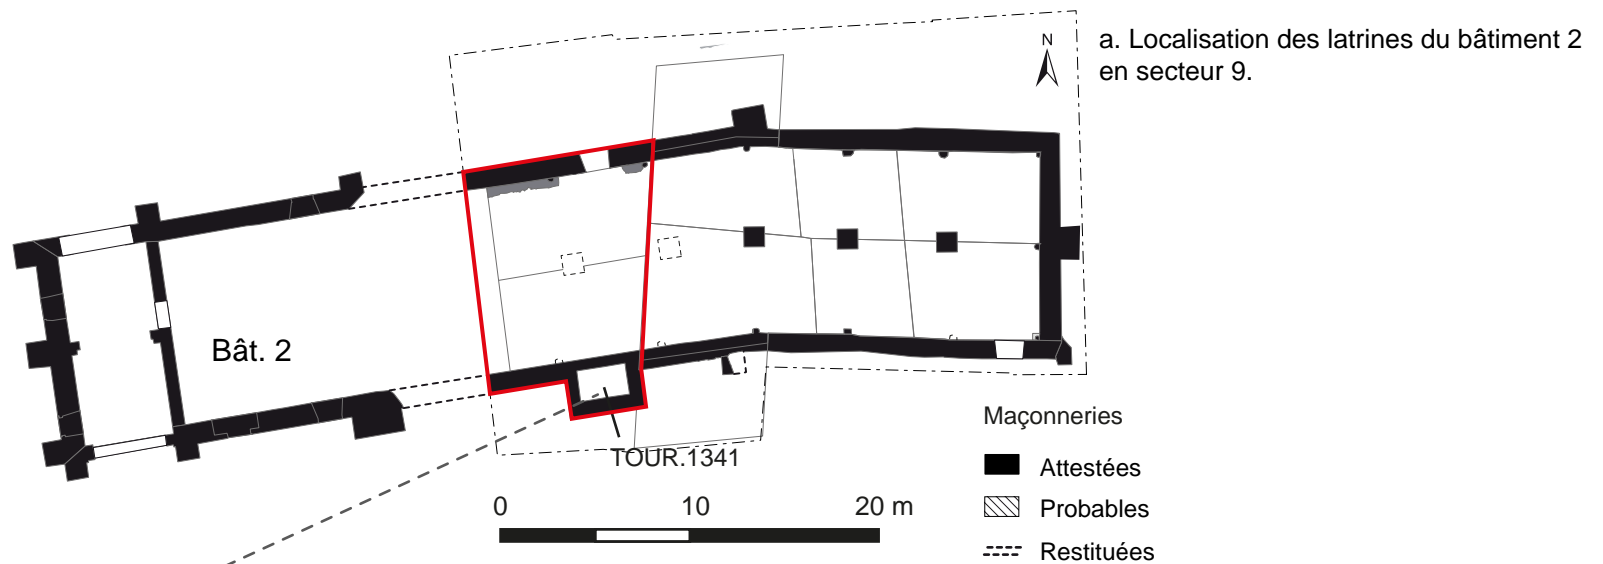 N
a. Localisation des latrines du bâtiment 2
en secteur 9.
Bât. 2
TOUR.1341
0 10 20 m
Maçonneries
Attestées
Probables
Restituées